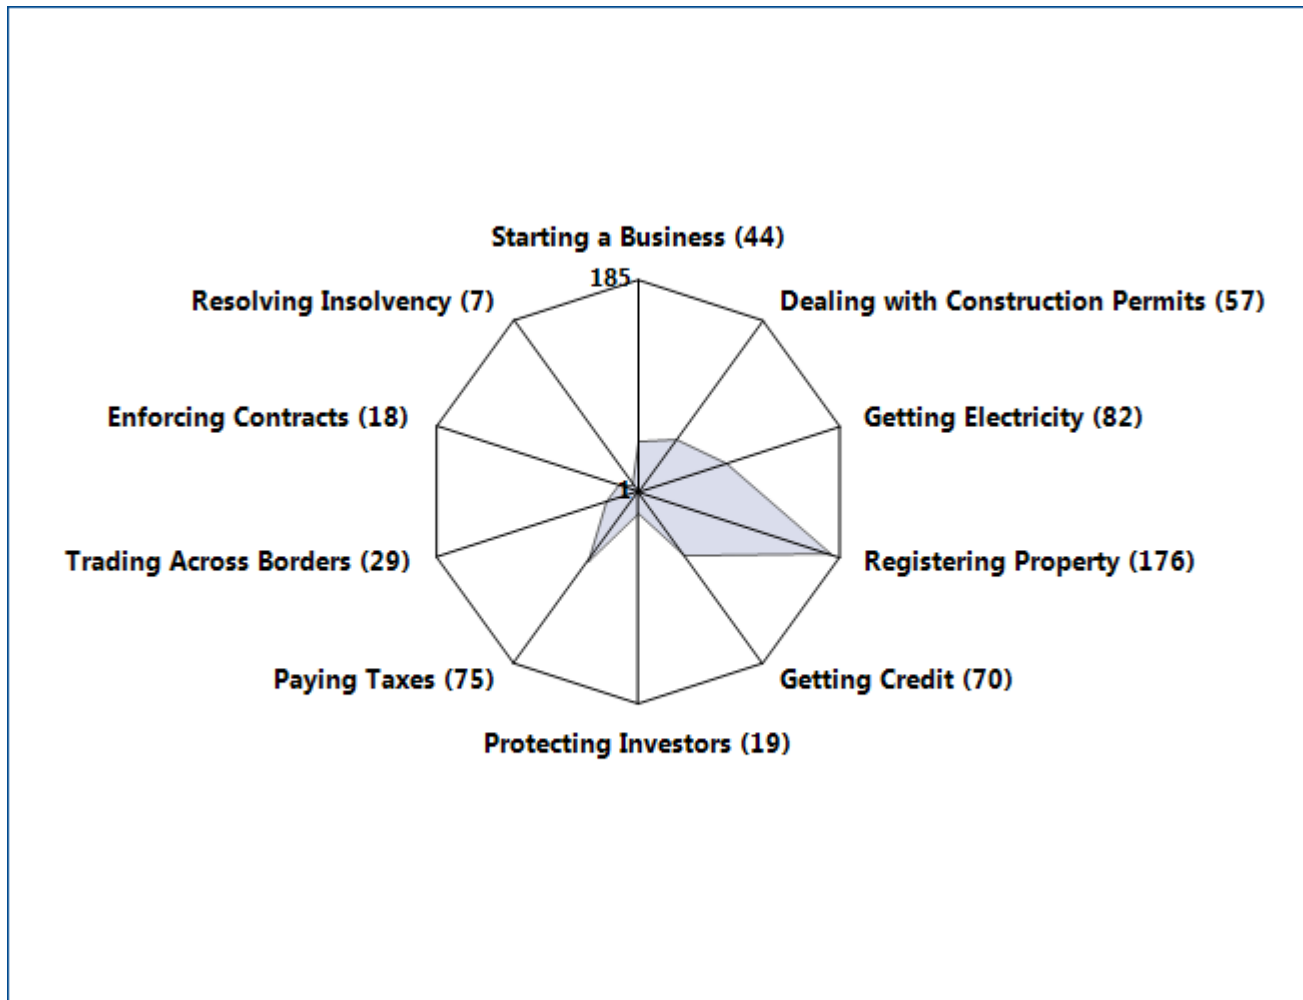 Starting a Business (44)
185
Resolving Insolvency (7)
Dealing with Construction Permits (57)
Enforcing Contracts (18)
Getting Electricity (82)
1
Trading Across Borders (29)
Registering Property (176)
Paying Taxes (75)
Getting Credit (70)
Protecting Investors (19)